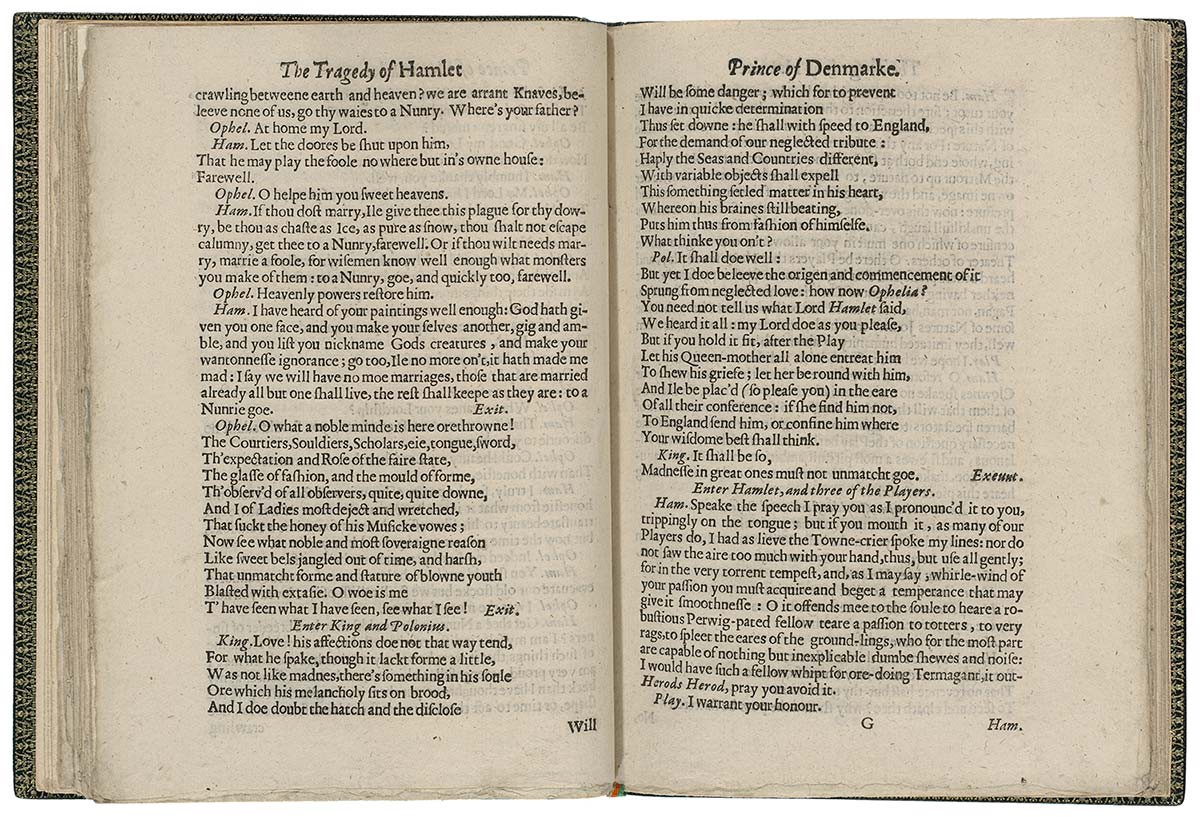 The Tragedy of Hamlet
crawling betweene earth and heaven? we are arrant Knaves, be-
leeve none of us, go thy waies to a Nunry. Where's your father?
Ophel. At home my Lord.
Ham. Let the doores be ſhut upon him,
That he may play the foole no where but in's owne houſe:
Farewell.
Ophel. O helpe him you ſweet heavens.
Ham. If thou doſt marry, Ile give thee this plague for thy dow-
ry, be thou as chaſte as Ice, as pure as ſnow, thou ſhalt not eſcape
calumny, get thee to a Nunry, farewell. Or if thou wilt needs mar-
ry, marrie a foole, for wiſemen know well enough what monſters
you make of them: to a Nunry, goe, and quickly too, farewell.
Ophel. Heavenly powers reſtore him.
Ham. I have heard of your paintings well enough: God hath gi-
ven you one face, and you make your ſelves another, gig and am-
ble, and you liſt you nickname Gods creatures, and make your
wantonneſſe ignorance; go too, Ile no more on't, it hath made me
mad: I ſay we will have no moe marriages, thoſe that are married
already all but one ſhall live, the reſt ſhall keepe as they are: to a
Nunrie goe. Exit.
Ophel. O what a noble minde is here orethrowne!
The Courtiers, Souldiers, Scholars, eie, tongue, ſword,
Th'expectation and Roſe of the faire ſtate,
The glaſſe of faſhion, and the mould of forme,
Th'obſerv'd of all obſervers, quite, quite downe,
And I of Ladies moſt deject and wretched,
That ſuckt the honey of his Muſicke vowes;
Now ſee what noble and moſt ſoveraigne reaſon
Like ſweet bels jangled out of time, and harſh,
That unmatcht forme and ſtature of blowne youth
Blaſted with extaſie. O woe is me
T' have ſeen what I have ſeen, ſee what I ſee! Exit.
Enter King and Polonius.
King. Love! his affections doe not that way tend,
For what he ſpake, though it lackt forme a little,
Was not like madnes, there's ſomething in his ſoule
Ore which his melancholy ſits on brood,
And I doe doubt the hatch and the diſcloſe
Will
Prince of Denmarke.
Will be ſome danger; which for to prevent
I have in quicke determination
Thus ſet downe: he ſhall with ſpeed to England,
For the demand of our neglected tribute:
Haply the Seas and Countries different,
With variable objects ſhall expell
This ſomething ſetled matter in his heart,
Whereon his braines ſtill beating,
Puts him thus from faſhion of himſelfe.
What thinke you on't?
Pol. It ſhall doe well:
But yet I doe beleeve the origen and commencement of it
Sprung from neglected love: how now Ophelia?
You need not tell us what Lord Hamlet ſaid,
We heard it all: my Lord doe as you pleaſe,
But if you hold it fit, after the Play
Let his Queen-mother all alone entreat him
To ſhew his griefe; let her be round with him,
And Ile be plac'd (ſo pleaſe you) in the eare
Of all their conference: if ſhe find him not,
To England ſend him, or confine him where
Your wiſdome beſt ſhall think.
King. It ſhall be ſo,
Madneſſe in great ones muſt not unmatcht goe. Exeunt.
Enter Hamlet, and three of the Players.
Ham. Speake the ſpeech I pray you as I pronounc'd it to you,
trippingly on the tongue; but if you mouth it, as many of our
Players do, I had as lieve the Towne-crier ſpoke my lines: nor do
not ſaw the aire too much with your hand, thus, but uſe all gently;
for in the very torrent tempeſt, and, as I may ſay, whirle-wind of
your paſſion you muſt acquire and beget a temperance that may
give it ſmoothneſſe: O it offends mee to the ſoule to heare a ro-
buſtious Perwig-pated fellow teare a paſſion to totters, to very
rags, to ſpleet the eares of the ground-lings, who for the moſt part
are capable of nothing but inexplicable dumbe ſhewes and noiſe:
I would have ſuch a fellow whipt for ore-doing Termagant, it out-
Herods Herod, pray you avoid it.
Play. I warrant your honour.
G Ham.